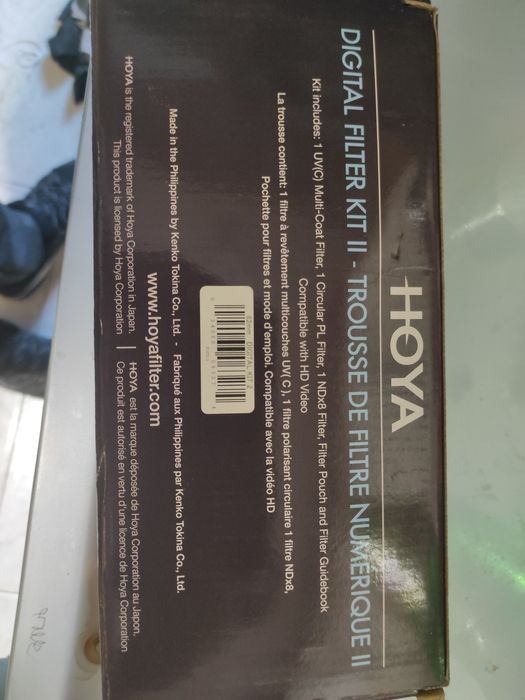 HOYA
DIGITAL FILTER KIT II - TROUSSE DE FILTRE NUMÉRIQUE II
Kit includes: 1 UV(C) Multi-Coat Filter, 1 Circular PL Filter, 1 NDx8 Filter, Filter Pouch and Filter Guidebook
Compatible with HD Video
La trousse contient: 1 filtre à revêtement multicouches UV( C ), 1 filtre polarisant circulaire 1 filtre NDx8,
Pochette pour filtres et mode d'emploi. Compatible avec la vidéo HD
DIGITAL KIT 2
Made in the Philippines by Kenko Tokina Co., Ltd. - Fabriqué aux Philippines par Kenko Tokina Co., Ltd.
www.hoyafilter.com
HOYA is the registered trademark of Hoya Corporation in Japan.
This product is licensed by Hoya Corporation
HOYA est la marque déposée de Hoya Corporation au Japon.
Ce produit est autorisé en vertu d'une licence de Hoya Corporation